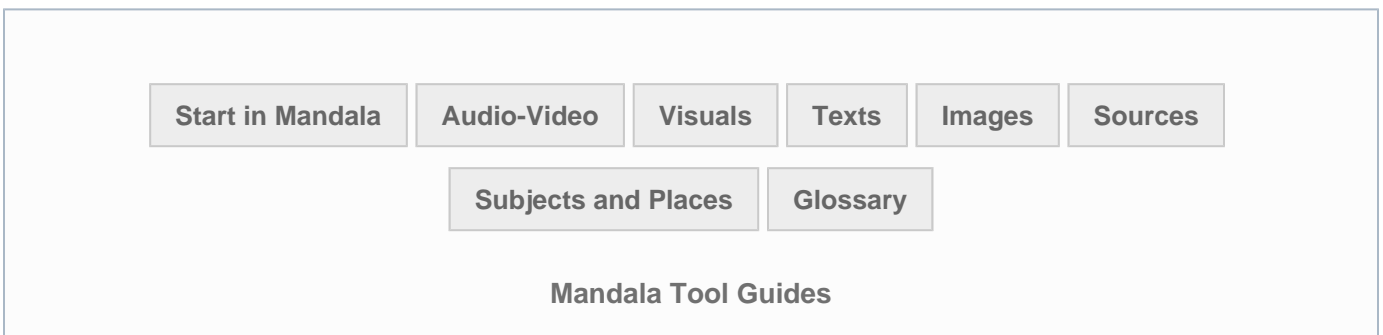 Start in Mandala Audio-Video Visuals Texts Images Sources
Subjects and Places Glossary
Mandala Tool Guides